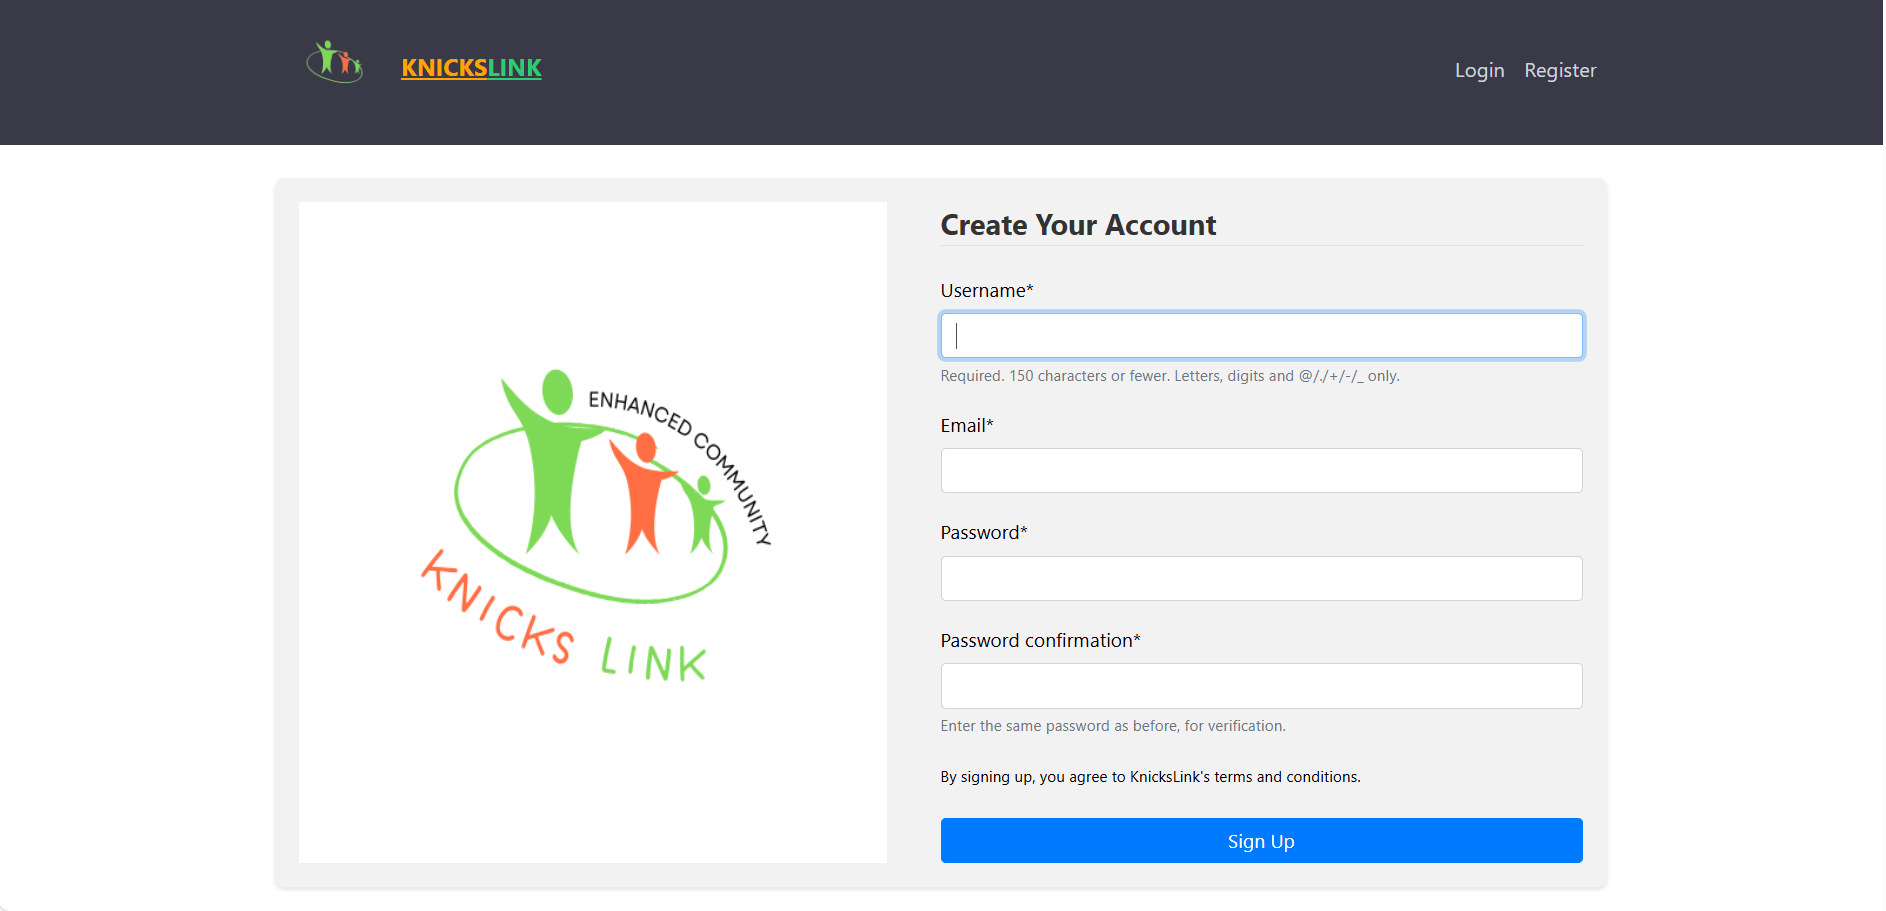 KNICKSLINK
Login Register
ENHANCED COMMUNITY
KNICKS LINK
Create Your Account
Username*
Required. 150 characters or fewer. Letters, digits and @/./+/-/_ only.
Email*
Password*
Password confirmation*
Enter the same password as before, for verification.
By signing up, you agree to KnicksLink's terms and conditions.
Sign Up